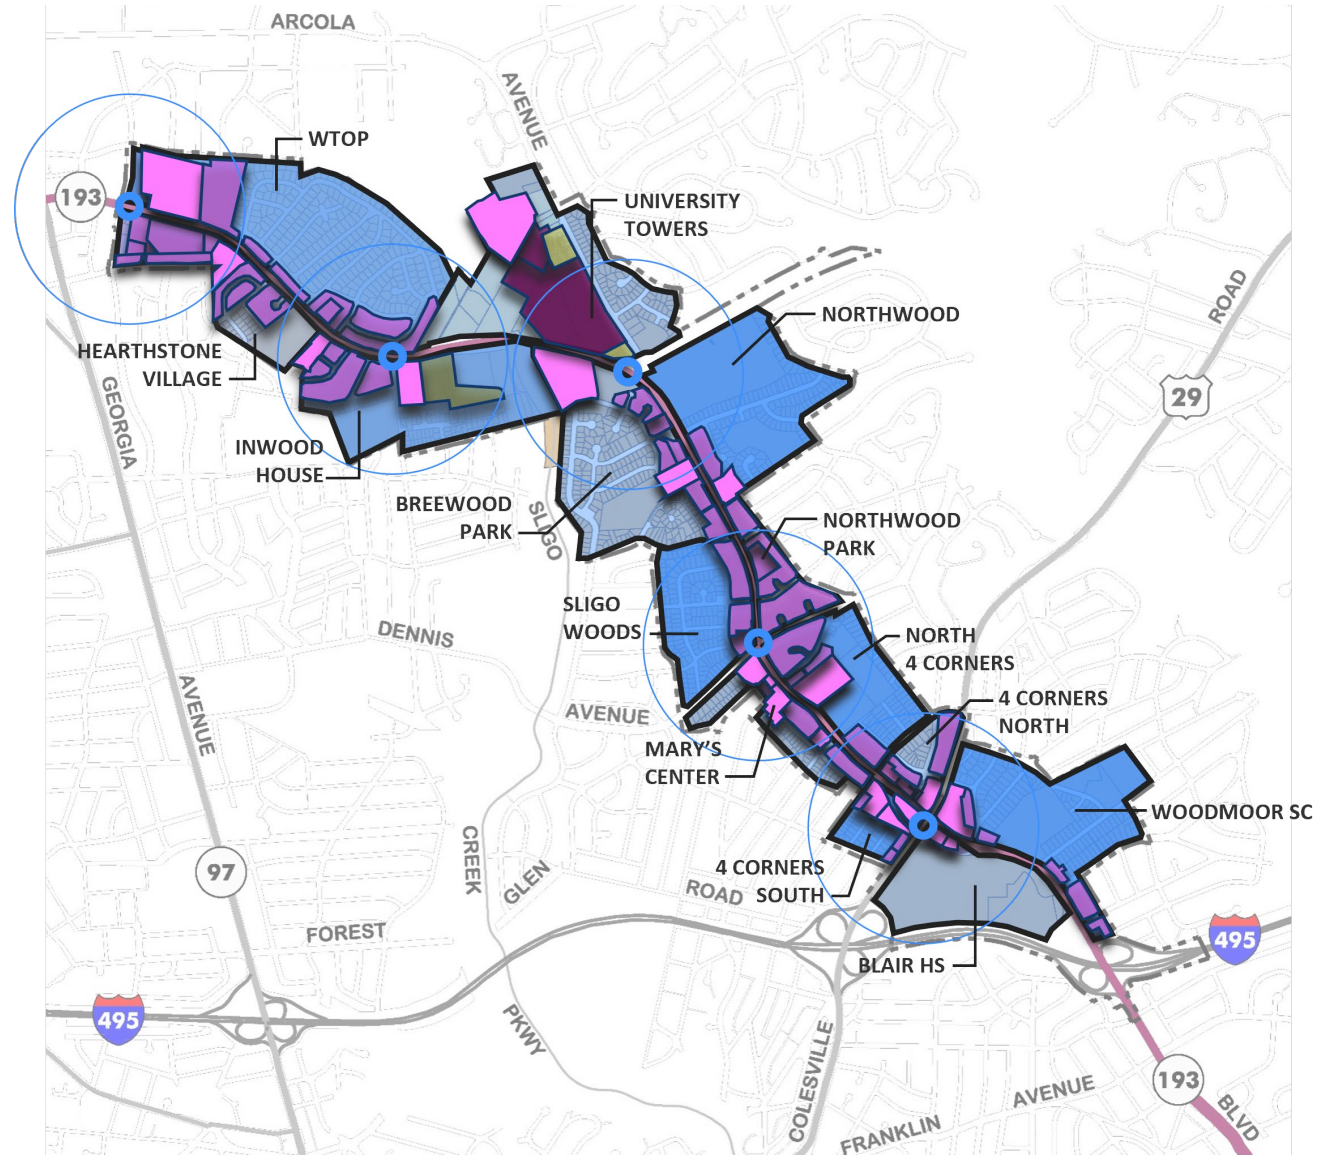 ARCOLA
AVENUE
WTOP
193
UNIVERSITY
TOWERS
NORTHWOOD
ROAD
29
HEARTHSTONE
VILLAGE
GEORGIA
INWOOD
HOUSE
BREEWOOD
PARK
SLIGO
NORTHWOOD
PARK
SLIGO
WOODS
DENNIS
NORTH
4 CORNERS
AVENUE
AVENUE
4 CORNERS
NORTH
MARY'S
CENTER
WOODMOOR SC
97
CREEK
GLEN
ROAD
4 CORNERS
SOUTH
FOREST
BLAIR HS
495
495
PKWY
COLESVILLE
193
AVENUE
FRANKLIN
BLVD